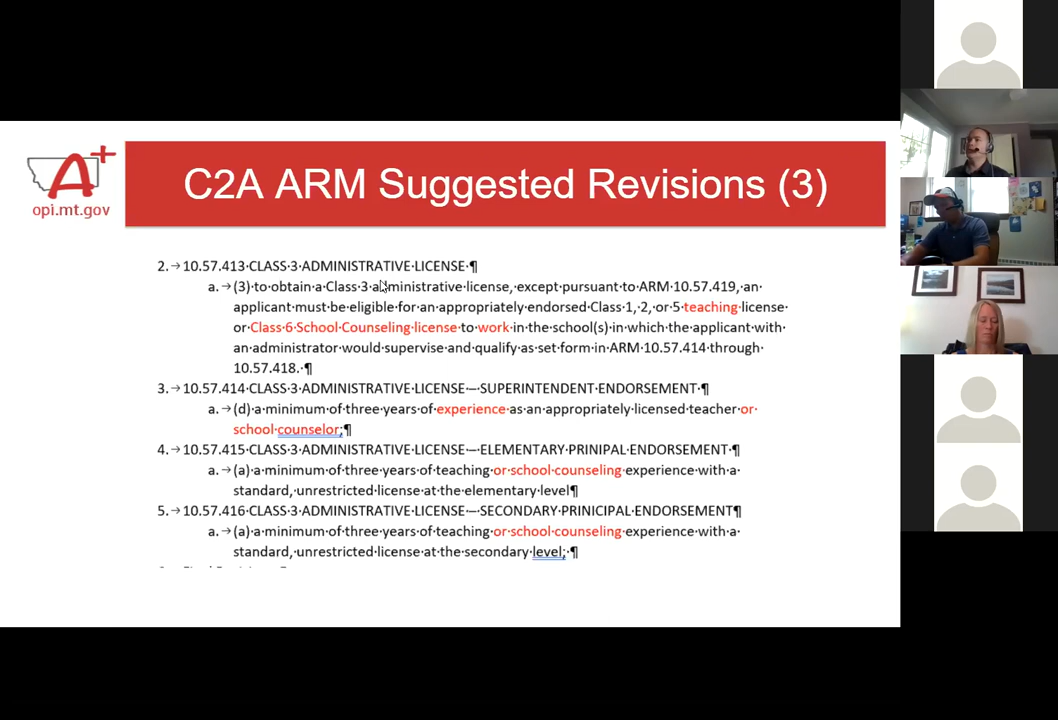 A+
opi.mt.gov
C2A ARM Suggested Revisions (3)
2.→10.57.413·CLASS·3·ADMINISTRATIVE·LICENSE·¶
a.→(3)·to·obtain·a·Class·3·administrative·license,·except·pursuant·to·ARM·10.57.419,·an·
applicant·must·be·eligible·for·an·appropriately·endorsed·Class·1,·2,·or·5·teaching·license·
or·Class·6·School·Counseling·license·to·work·in·the·school(s)·in·which·the·applicant·with·
an·administrator·would·supervise·and·qualify·as·set·form·in·ARM·10.57.414·through·
10.57.418.·¶
3.→10.57.414·CLASS·3·ADMINISTRATIVE·LICENSE·–·SUPERINTENDENT·ENDORSEMENT·¶
a.→(d)·a·minimum·of·three·years·of·experience·as·an·appropriately·licensed·teacher·or·
school·counselor;¶
4.→10.57.415·CLASS·3·ADMINISTRATIVE·LICENSE·–·ELEMENTARY·PRINIPAL·ENDORSEMENT·¶
a.→(a)·a·minimum·of·three·years·of·teaching·or·school·counseling·experience·with·a·
standard,·unrestricted·license·at·the·elementary·level¶
5.→10.57.416·CLASS·3·ADMINISTRATIVE·LICENSE·–·SECONDARY·PRINICIPAL·ENDORSEMENT¶
a.→(a)·a·minimum·of·three·years·of·teaching·or·school·counseling·experience·with·a·
standard,·unrestricted·license·at·the·secondary·level;·¶